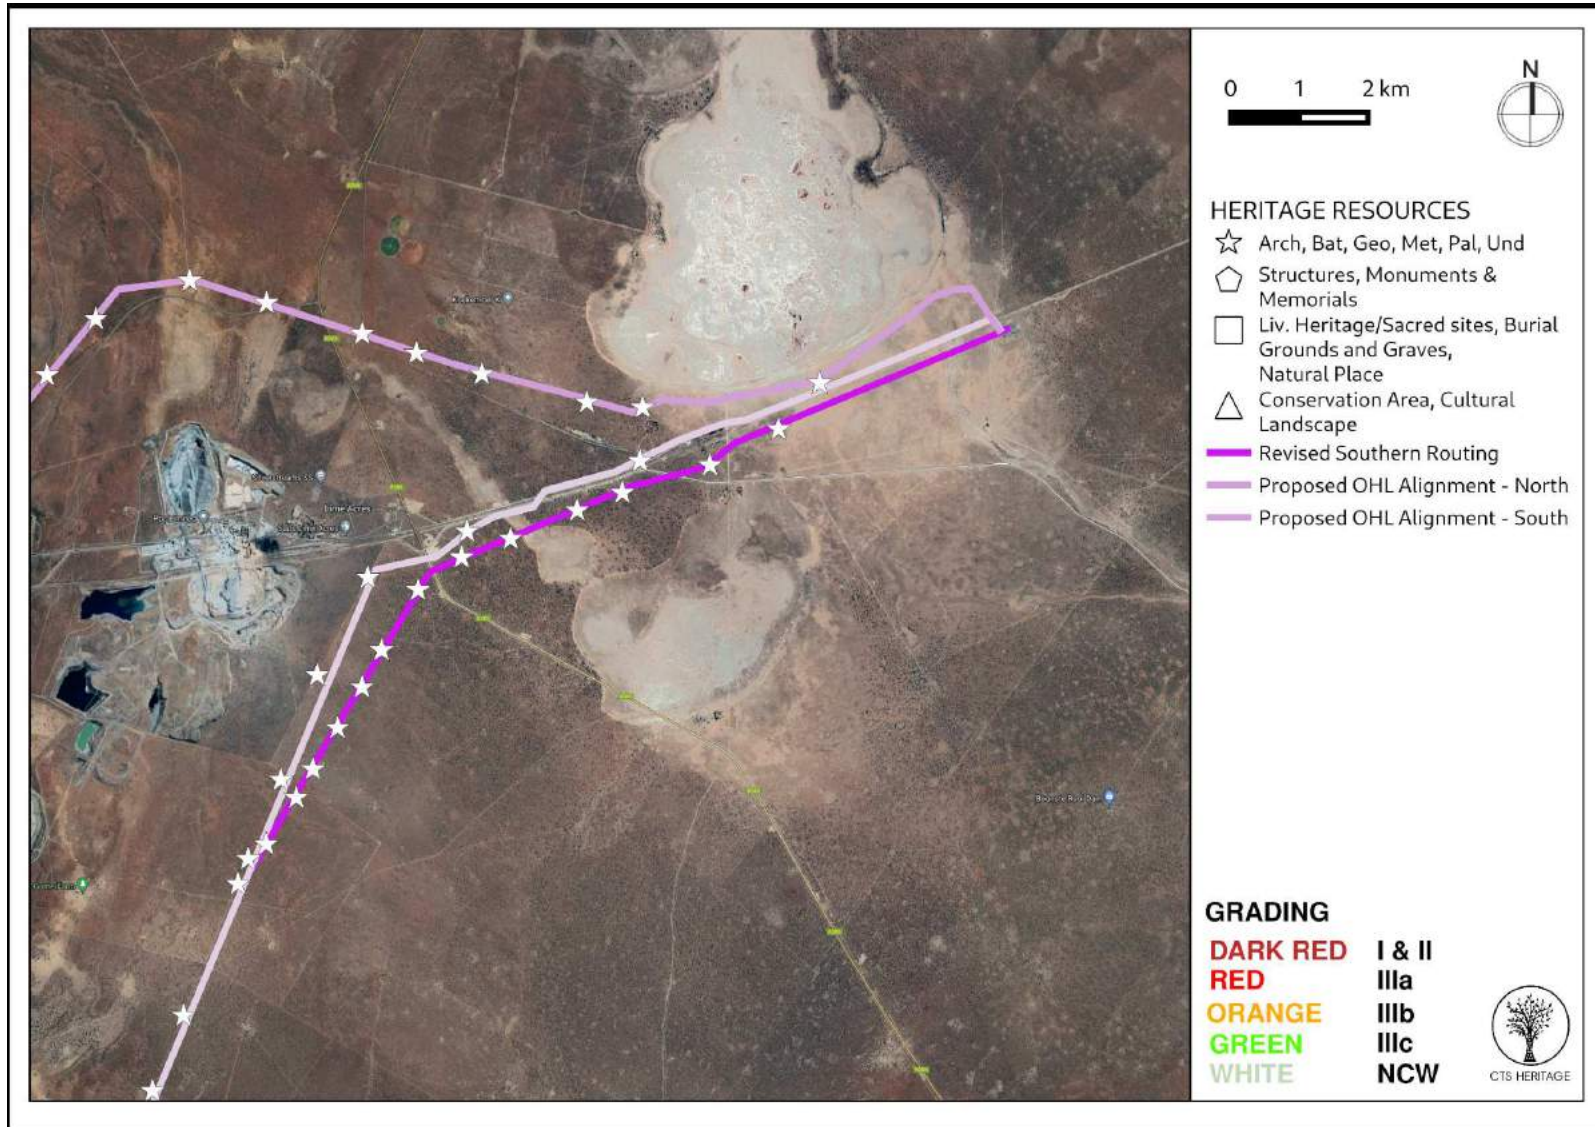 0 1 2 km
N
HERITAGE RESOURCES
Arch, Bat, Geo, Met, Pal, Und
Structures, Monuments &
Memorials
Liv. Heritage/Sacred sites, Burial
Grounds and Graves,
Natural Place
Conservation Area, Cultural
Landscape
Revised Southern Routing
Proposed OHL Alignment - North
Proposed OHL Alignment - South
Lime Acres
GRADING
DARK RED I & II
RED IIIa
ORANGE IIIb
GREEN IIIc
WHITE NCW
CTS HERITAGE